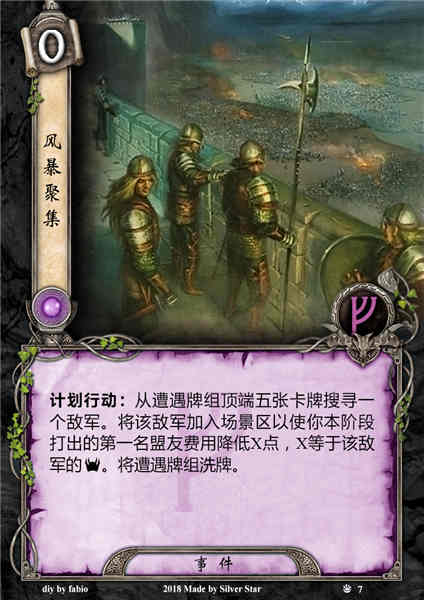 0
风暴聚集
计划行动：从遭遇牌组顶端五张卡牌搜寻一
个敌军。将该敌军加入场景区以使你本阶段
打出的第一名盟友费用降低X点，X等于该敌
军的。将遭遇牌组洗牌。
事件
diy by fabio
2018 Made by Silver Star
7